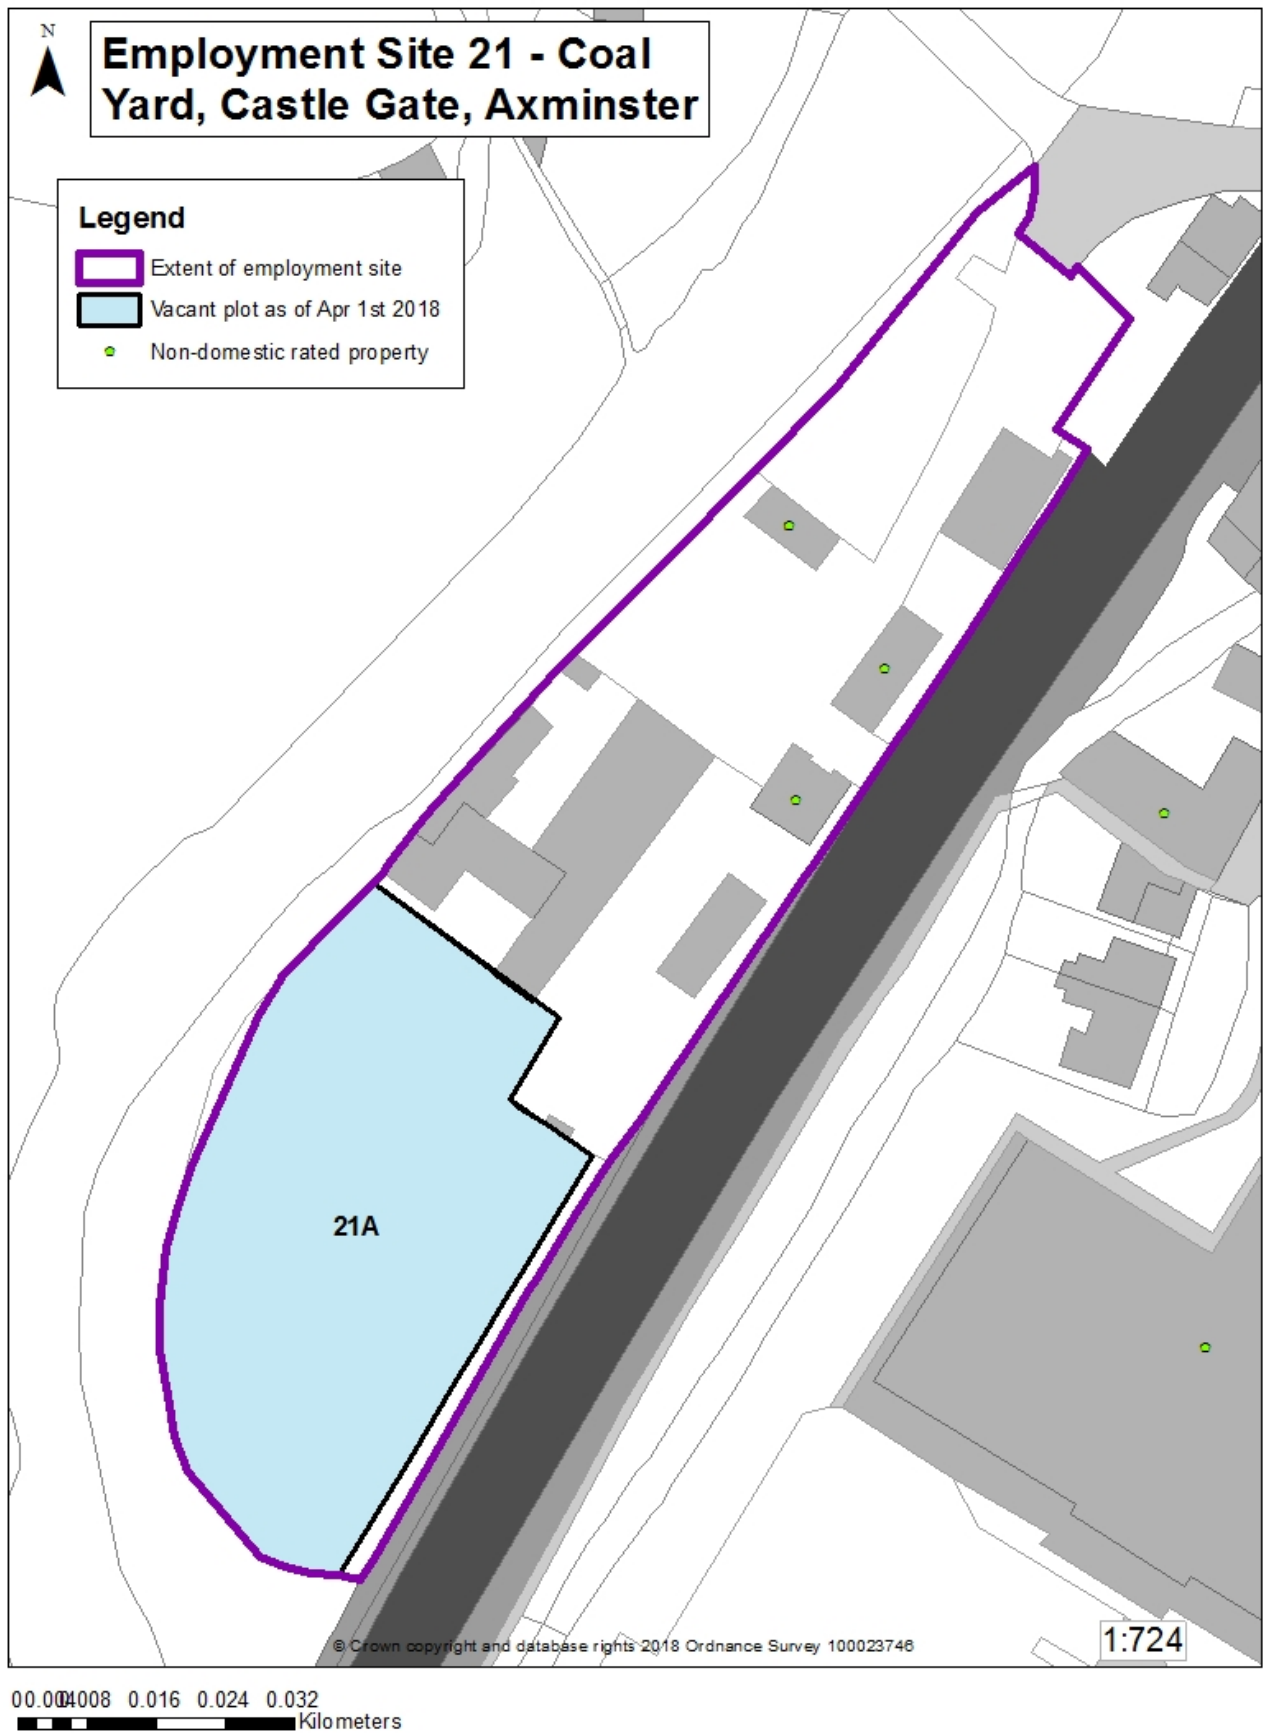 N
Employment Site 21 - Coal
Yard, Castle Gate, Axminster
Legend
Extent of employment site
Vacant plot as of Apr 1st 2018
Non-domestic rated property
21A
© Crown copyright and database rights 2018 Ordnance Survey 100023746
1:724
0.016 0.024 0.032
Kilometers